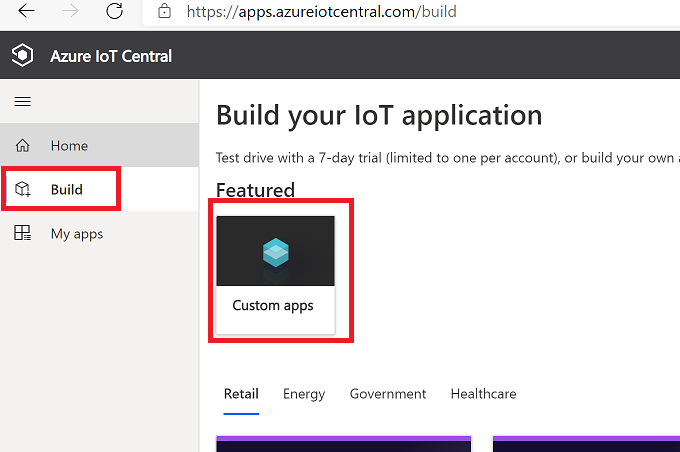 https://apps.azureiotcentral.com/build
Azure IoT Central
Home
Build
My apps
Build your IoT application
Test drive with a 7-day trial (limited to one per account), or build your own
Featured
Custom apps
Retail Energy Government Healthcare